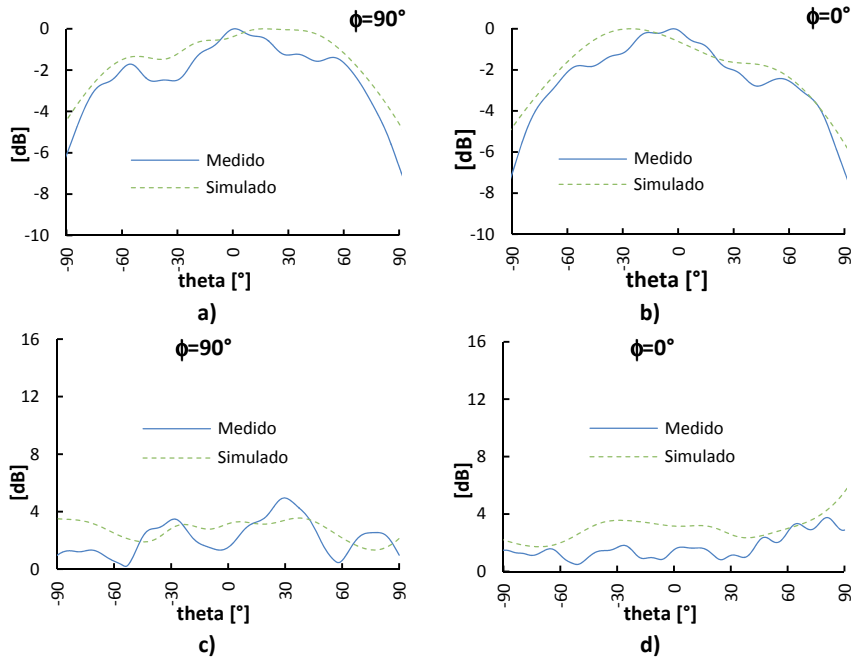 ϕ=90°
0
-2
-4
-6
-8
-10
[dB]
Medido
Simulado
-90
-60
-30
0
30
60
90
theta [°]
a)
ϕ=0°
0
-2
-4
-6
-8
-10
[dB]
Medido
Simulado
-90
-60
-30
0
30
60
90
theta [°]
b)
ϕ=90°
16
12
8
4
0
[dB]
Medido
Simulado
-90
-60
-30
0
30
60
90
theta [°]
c)
ϕ=0°
16
12
8
4
0
[dB]
Medido
Simulado
-90
-60
-30
0
30
60
90
theta [°]
d)